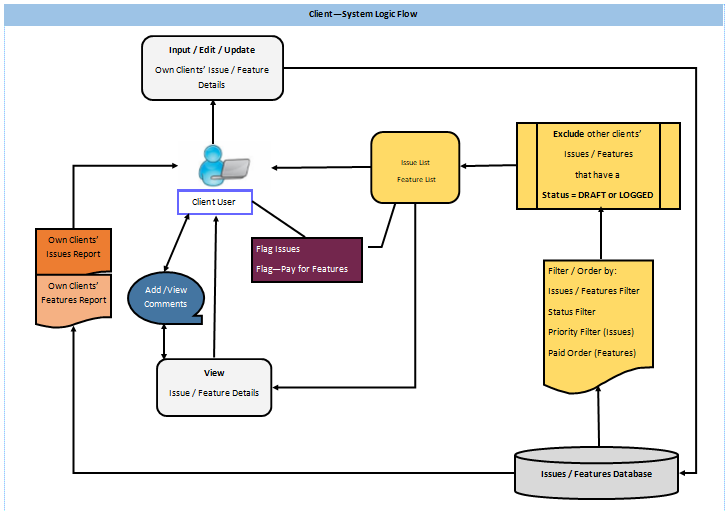 Client—System Logic Flow
Input / Edit / Update
Own Clients' Issue / Feature
Details
Exclude other clients'
Issues / Features
that have a
Status = DRAFT or LOGGED
Issue List
Feature List
Client User
Flag Issues
Flag—Pay for Features
Own Clients'
Issues Report
Own Clients'
Features Report
Add /View
Comments
Filter / Order by:
Issues / Features Filter
Status Filter
Priority Filter (Issues)
Paid Order (Features)
View
Issue / Feature Details
Issues / Features Database